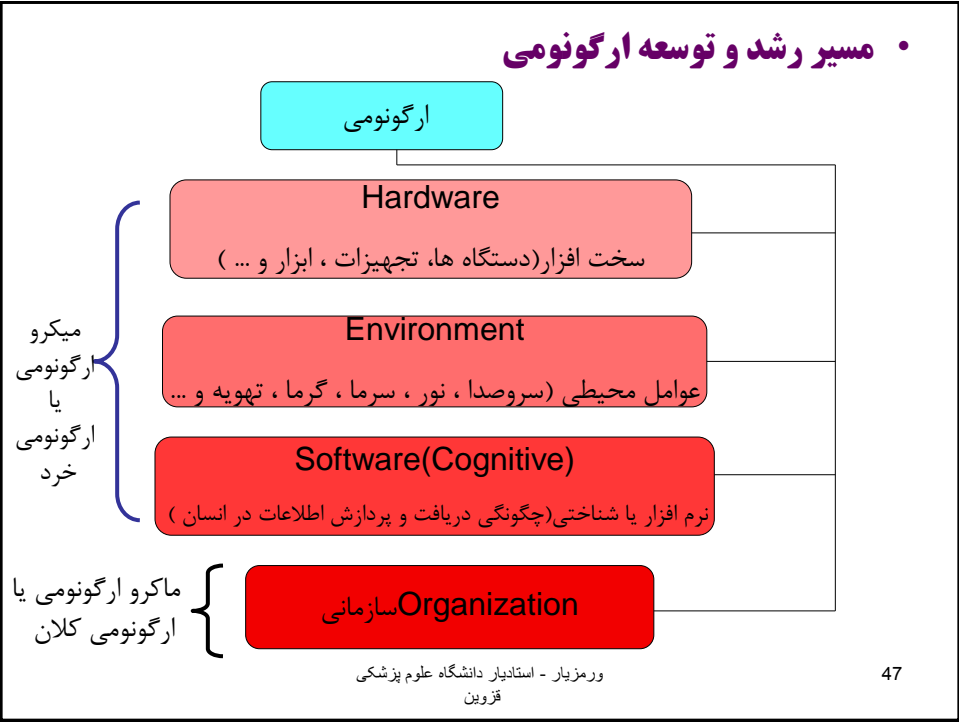 • مسیر رشد و توسعه ارگونومی
ارگونومی
Hardware
سخت افزار(دستگاه ها، تجهیزات ، ابزار و ... )
Environment
عوامل محیطی (سروصدا ، نور ، سرما ، گرما ، تهویه و ...
Software(Cognitive)
نرم افزار یا شناختی(چگونگی دریافت و پردازش اطلاعات در انسان )
میکرو
ارگونومی
یا
ارگونومی
خرد
Organizationسازمانی
ماکرو ارگونومی یا
ارگونومی کلان
ورمزیار - استادیار دانشگاه علوم پزشکی
قزوین
47